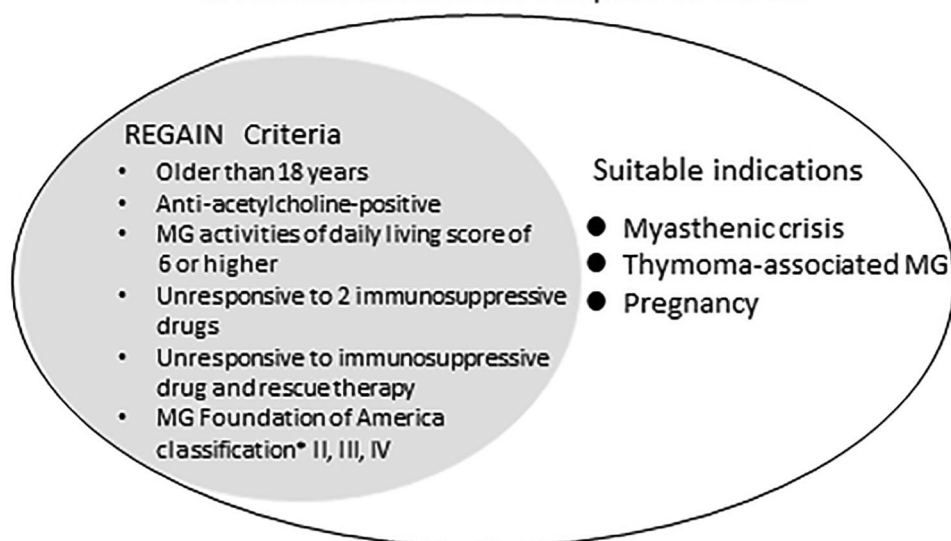 REGAIN Criteria
• Older than 18 years
• Anti-acetylcholine-positive
• MG activities of daily living score of
6 or higher
• Unresponsive to 2 immunosuppressive
drugs
• Unresponsive to immunosuppressive
drug and rescue therapy
• MG Foundation of America
classification* II, III, IV
Suitable indications
● Myasthenic crisis
● Thymoma-associated MG
● Pregnancy